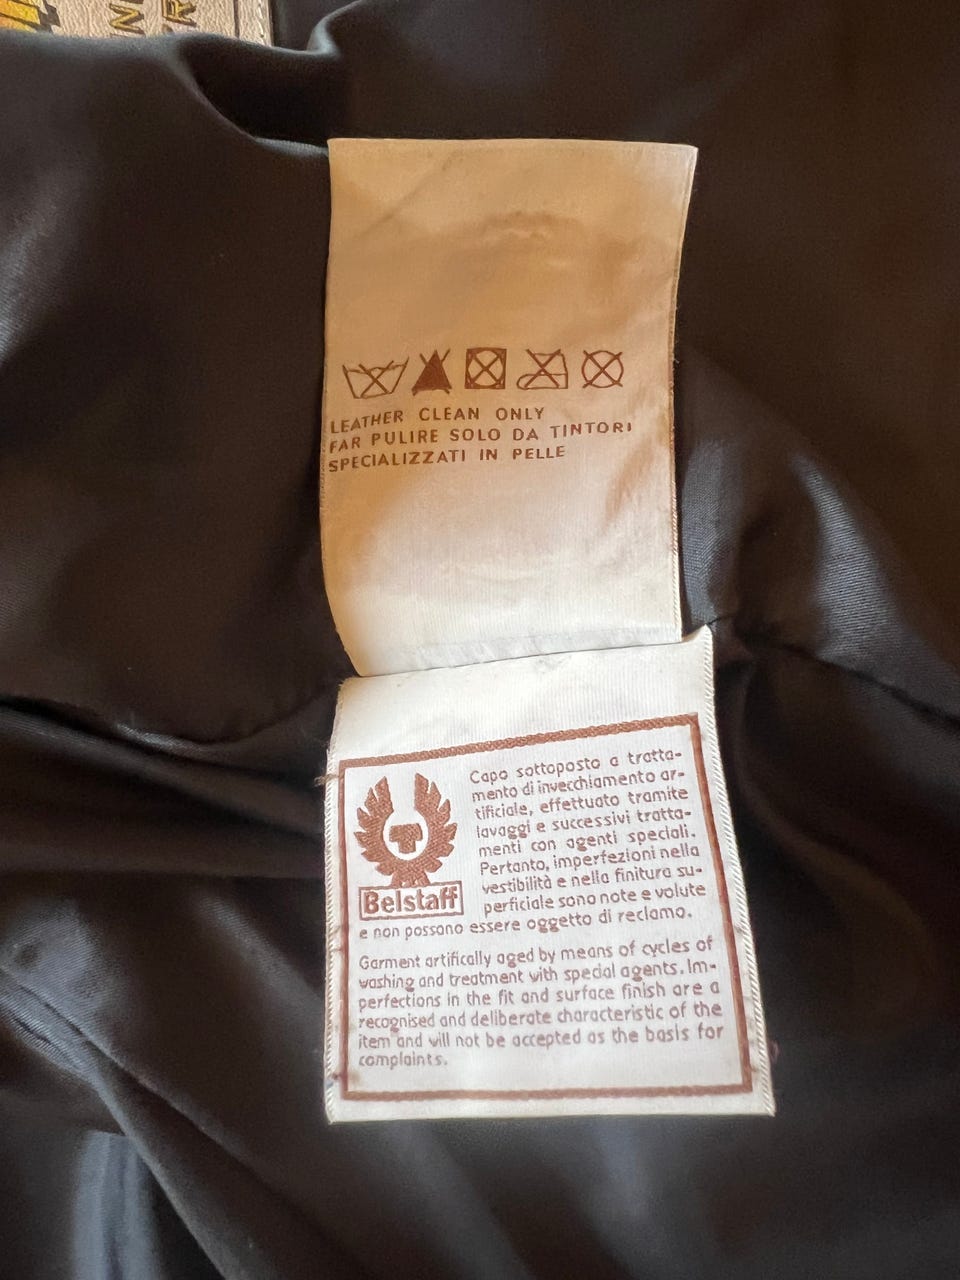 LEATHER CLEAN ONLY
FAR PULIRE SOLO DA TINTORI
SPECIALIZZATI IN PELLE
Belstaff
Capo sottoposto a tratta-
mento di invecchiamento ar-
tificiale, effettuato tramite
lavaggi e successivi tratta-
menti con agenti speciali.
Pertanto, imperfezioni nella
vestibilità e nella finitura su-
perficiale sono note e volute
e non possono essere oggetto di reclamo.
Garment artifically aged by means of cycles of
washing and treatment with special agents. Im-
perfections in the fit and surface finish are a
recognised and deliberate characteristic of the
item and will not be accepted as the basis for
complaints.